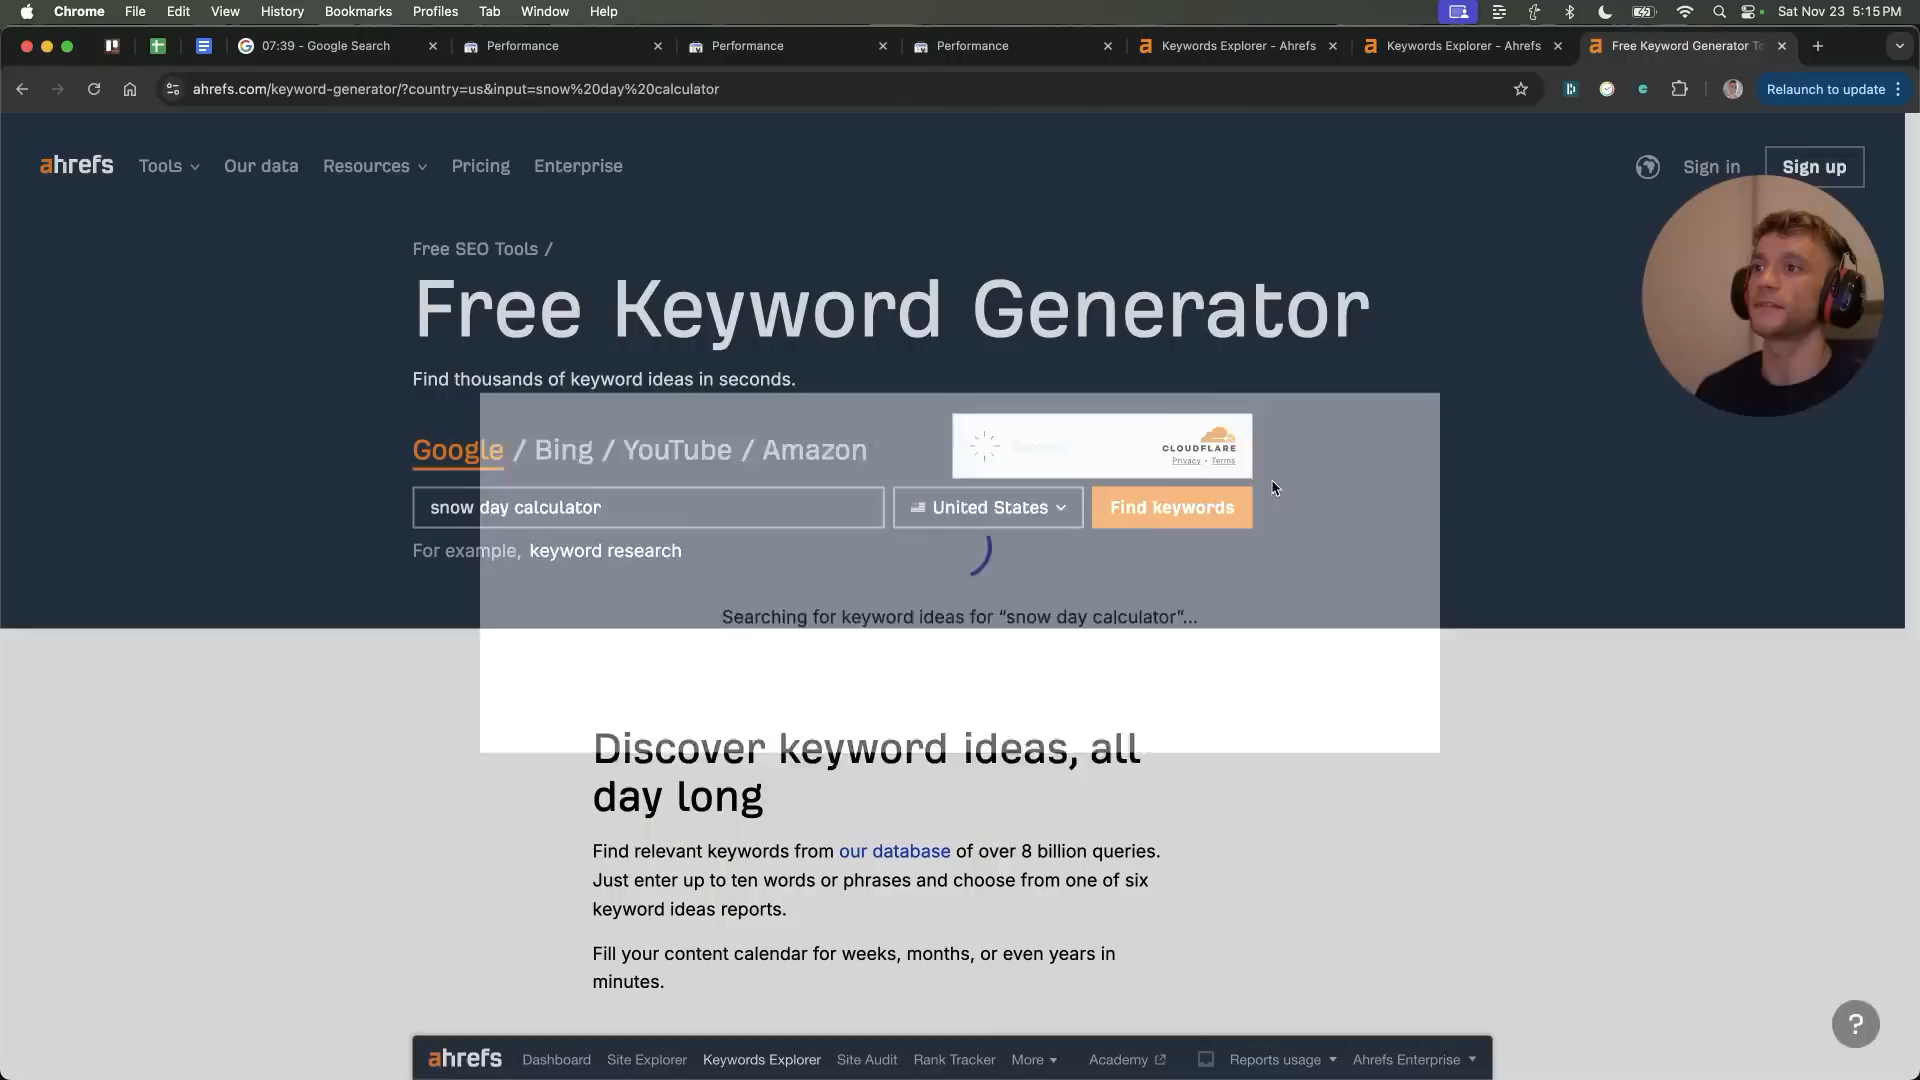 Chrome File Edit View History Bookmarks Profiles Tab Window Help Sat Nov 23 5:15 PM
07:39 - Google Search Performance Performance Performance Keywords Explorer - Ahrefs Keywords Explorer - Ahrefs Free Keyword Generator
ahrefs.com/keyword-generator/?country=us&input=snow%20day%20calculator Relaunch to update
ahrefs Tools Our data Resources Pricing Enterprise Sign in Sign up
Free SEO Tools /
Free Keyword Generator
Find thousands of keyword ideas in seconds.
Google / Bing / YouTube / Amazon
CLOUDFLARE
Privacy • Terms
snow day calculator United States Find keywords
For example, keyword research
Searching for keyword ideas for “snow day calculator”...
Discover keyword ideas, all
day long
Find relevant keywords from our database of over 8 billion queries.
Just enter up to ten words or phrases and choose from one of six
keyword ideas reports.
Fill your content calendar for weeks, months, or even years in
minutes.
?
ahrefs Dashboard Site Explorer Keywords Explorer Site Audit Rank Tracker More Academy Reports usage Ahrefs Enterprise